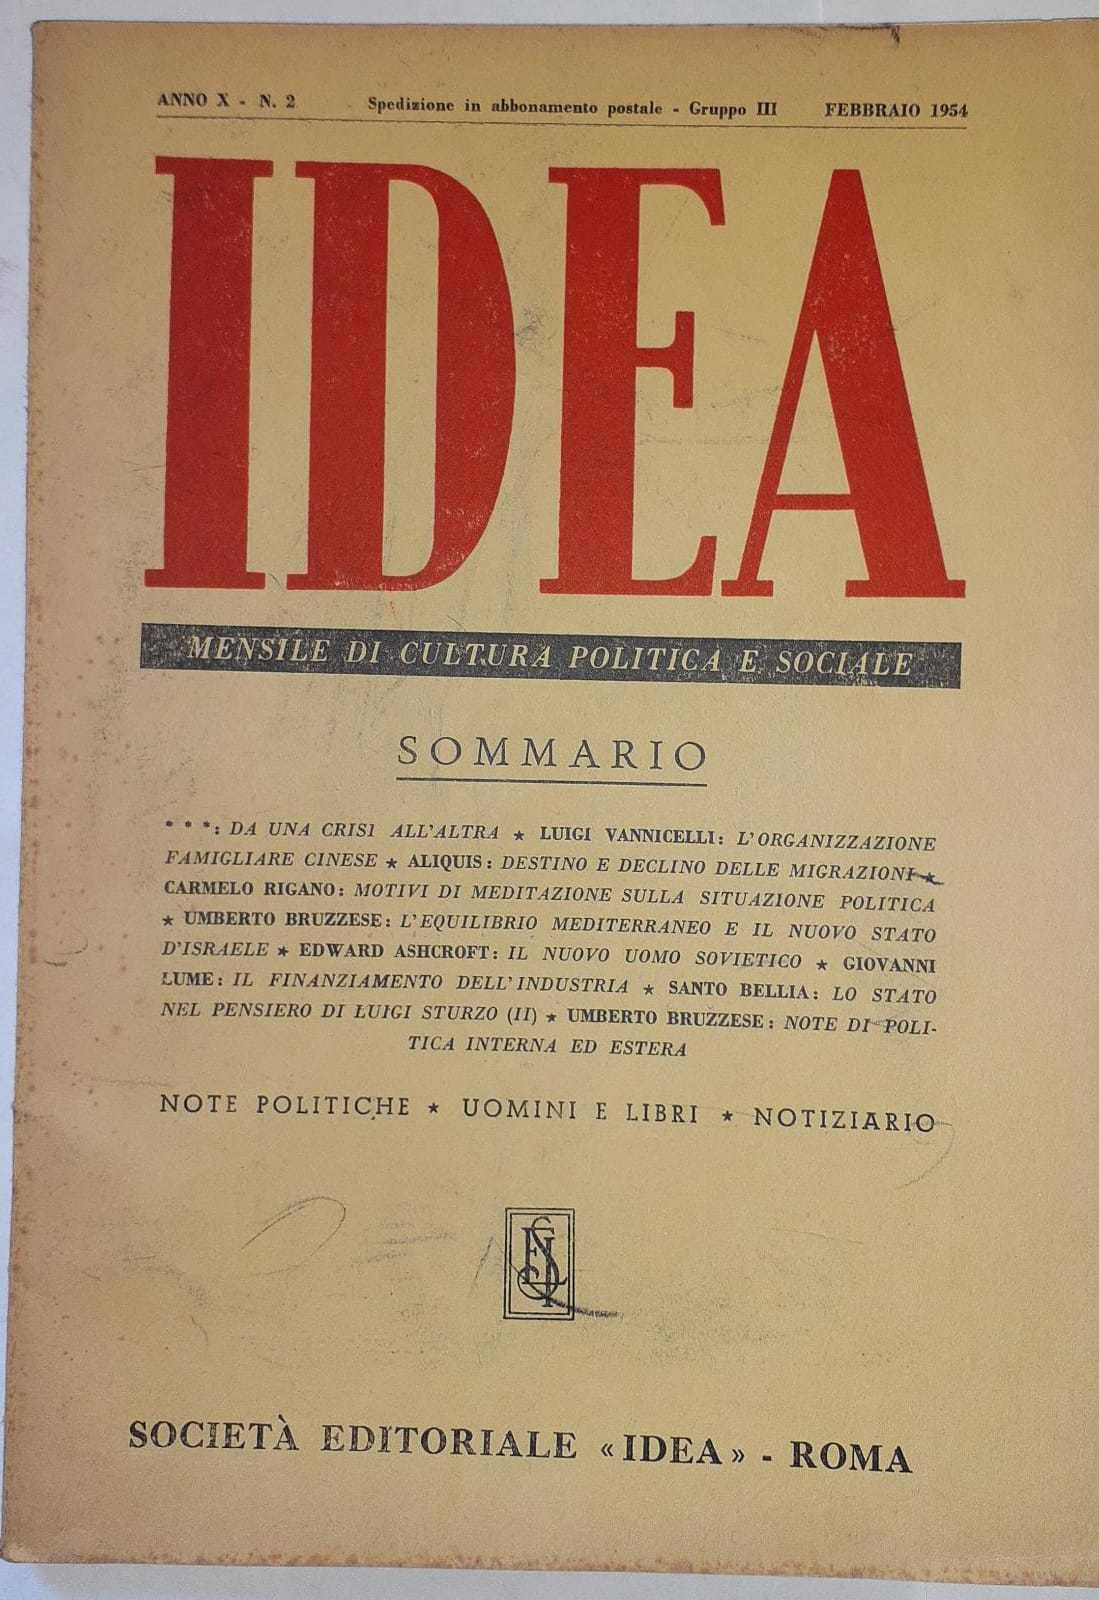 ANNO X - N. 2 Spedizione in abbonamento postale - Gruppo III FEBBRAIO 1954
IDEA
MENSILE DI CULTURA POLITICA E SOCIALE
SOMMARIO
* * *: DA UNA CRISI ALL'ALTRA ★ LUIGI VANNICELLI: L'ORGANIZZAZIONE
FAMIGLIARE CINESE ★ ALIQUIS: DESTINO E DECLINO DELLE MIGRAZIONI ★
CARMELO RIGANO: MOTIVI DI MEDITAZIONE SULLA SITUAZIONE POLITICA
★ UMBERTO BRUZZESE: L'EQUILIBRIO MEDITERRANEO E IL NUOVO STATO
D'ISRAELE ★ EDWARD ASHCROFT: IL NUOVO UOMO SOVIETICO ★ GIOVANNI
LUME: IL FINANZIAMENTO DELL'INDUSTRIA ★ SANTO BELLIA: LO STATO
NEL PENSIERO DI LUIGI STURZO (II) ★ UMBERTO BRUZZESE: NOTE DI POLI-
TICA INTERNA ED ESTERA
NOTE POLITICHE ★ UOMINI E LIBRI ★ NOTIZIARIO
SOCIETÀ EDITORIALE «IDEA» - ROMA